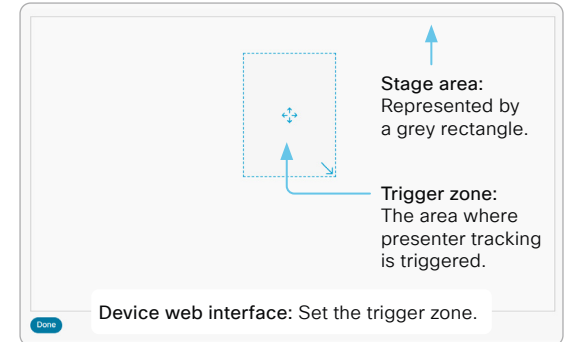 Stage area:
Represented by
a grey rectangle.
Trigger zone:
The area where
presenter tracking
is triggered.
Device web interface: Set the trigger zone.
Done